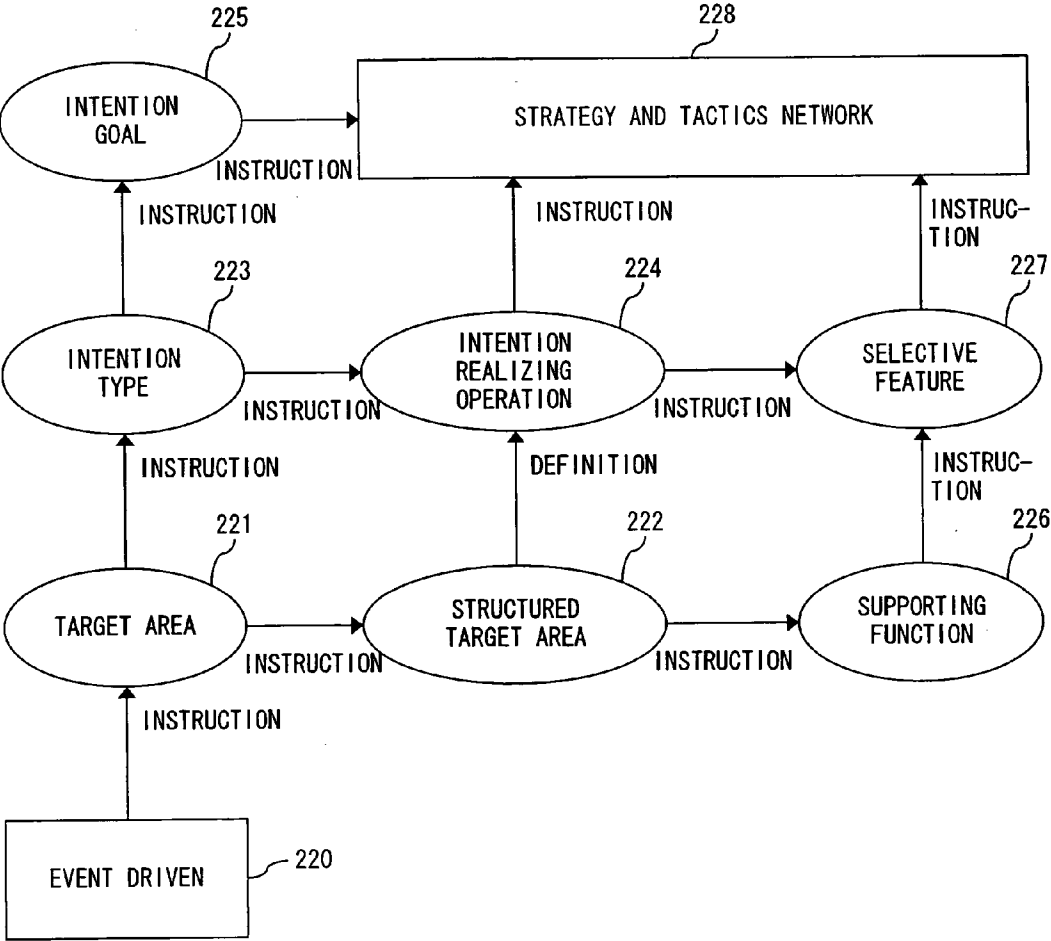 225
228
INTENTION
GOAL
STRATEGY AND TACTICS NETWORK
INSTRUCTION
INSTRUCTION
INSTRUCTION
INSTRUC-
TION
223
224
227
INTENTION
TYPE
INTENTION
REALIZING
OPERATION
SELECTIVE
FEATURE
INSTRUCTION
INSTRUCTION
INSTRUCTION
DEFINITION
INSTRUC-
TION
221
222
226
TARGET AREA
STRUCTURED
TARGET AREA
SUPPORTING
FUNCTION
INSTRUCTION
INSTRUCTION
INSTRUCTION
EVENT DRIVEN
220